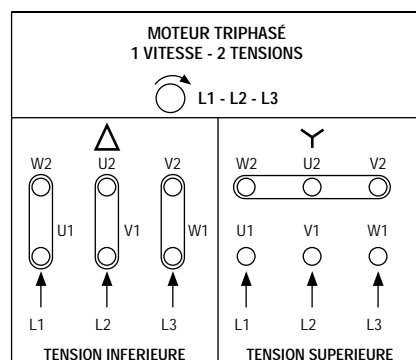 MOTEUR TRIPHASÉ
1 VITESSE - 2 TENSIONS
L1 - L2 - L3
W2 U2 V2
U1 V1 W1
L1 L2 L3
TENSION INFERIEURE
W2 U2 V2
U1 V1 W1
L1 L2 L3
TENSION SUPERIEURE